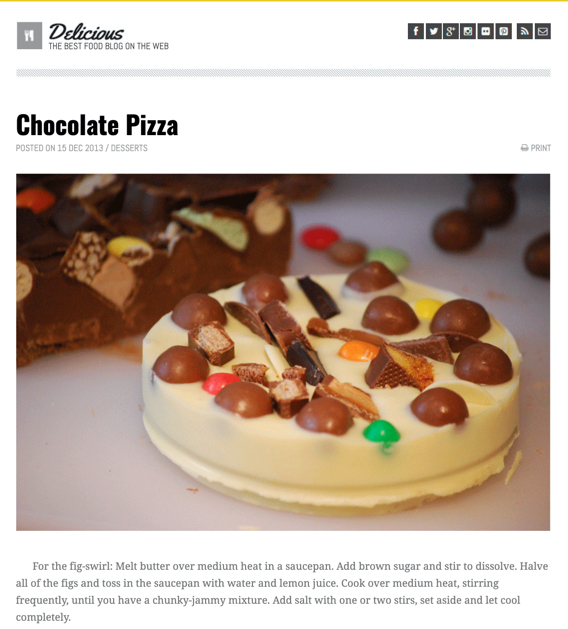 Delicious
THE BEST FOOD BLOG ON THE WEB
Chocolate Pizza
POSTED ON 15 DEC 2013 / DESSERTS
PRINT
For the fig-swirl: Melt butter over medium heat in a saucepan. Add brown sugar and stir to dissolve. Halve
all of the figs and toss in the saucepan with water and lemon juice. Cook over medium heat, stirring
frequently, until you have a chunky-jammy mixture. Add salt with one or two stirs, set aside and let cool
completely.